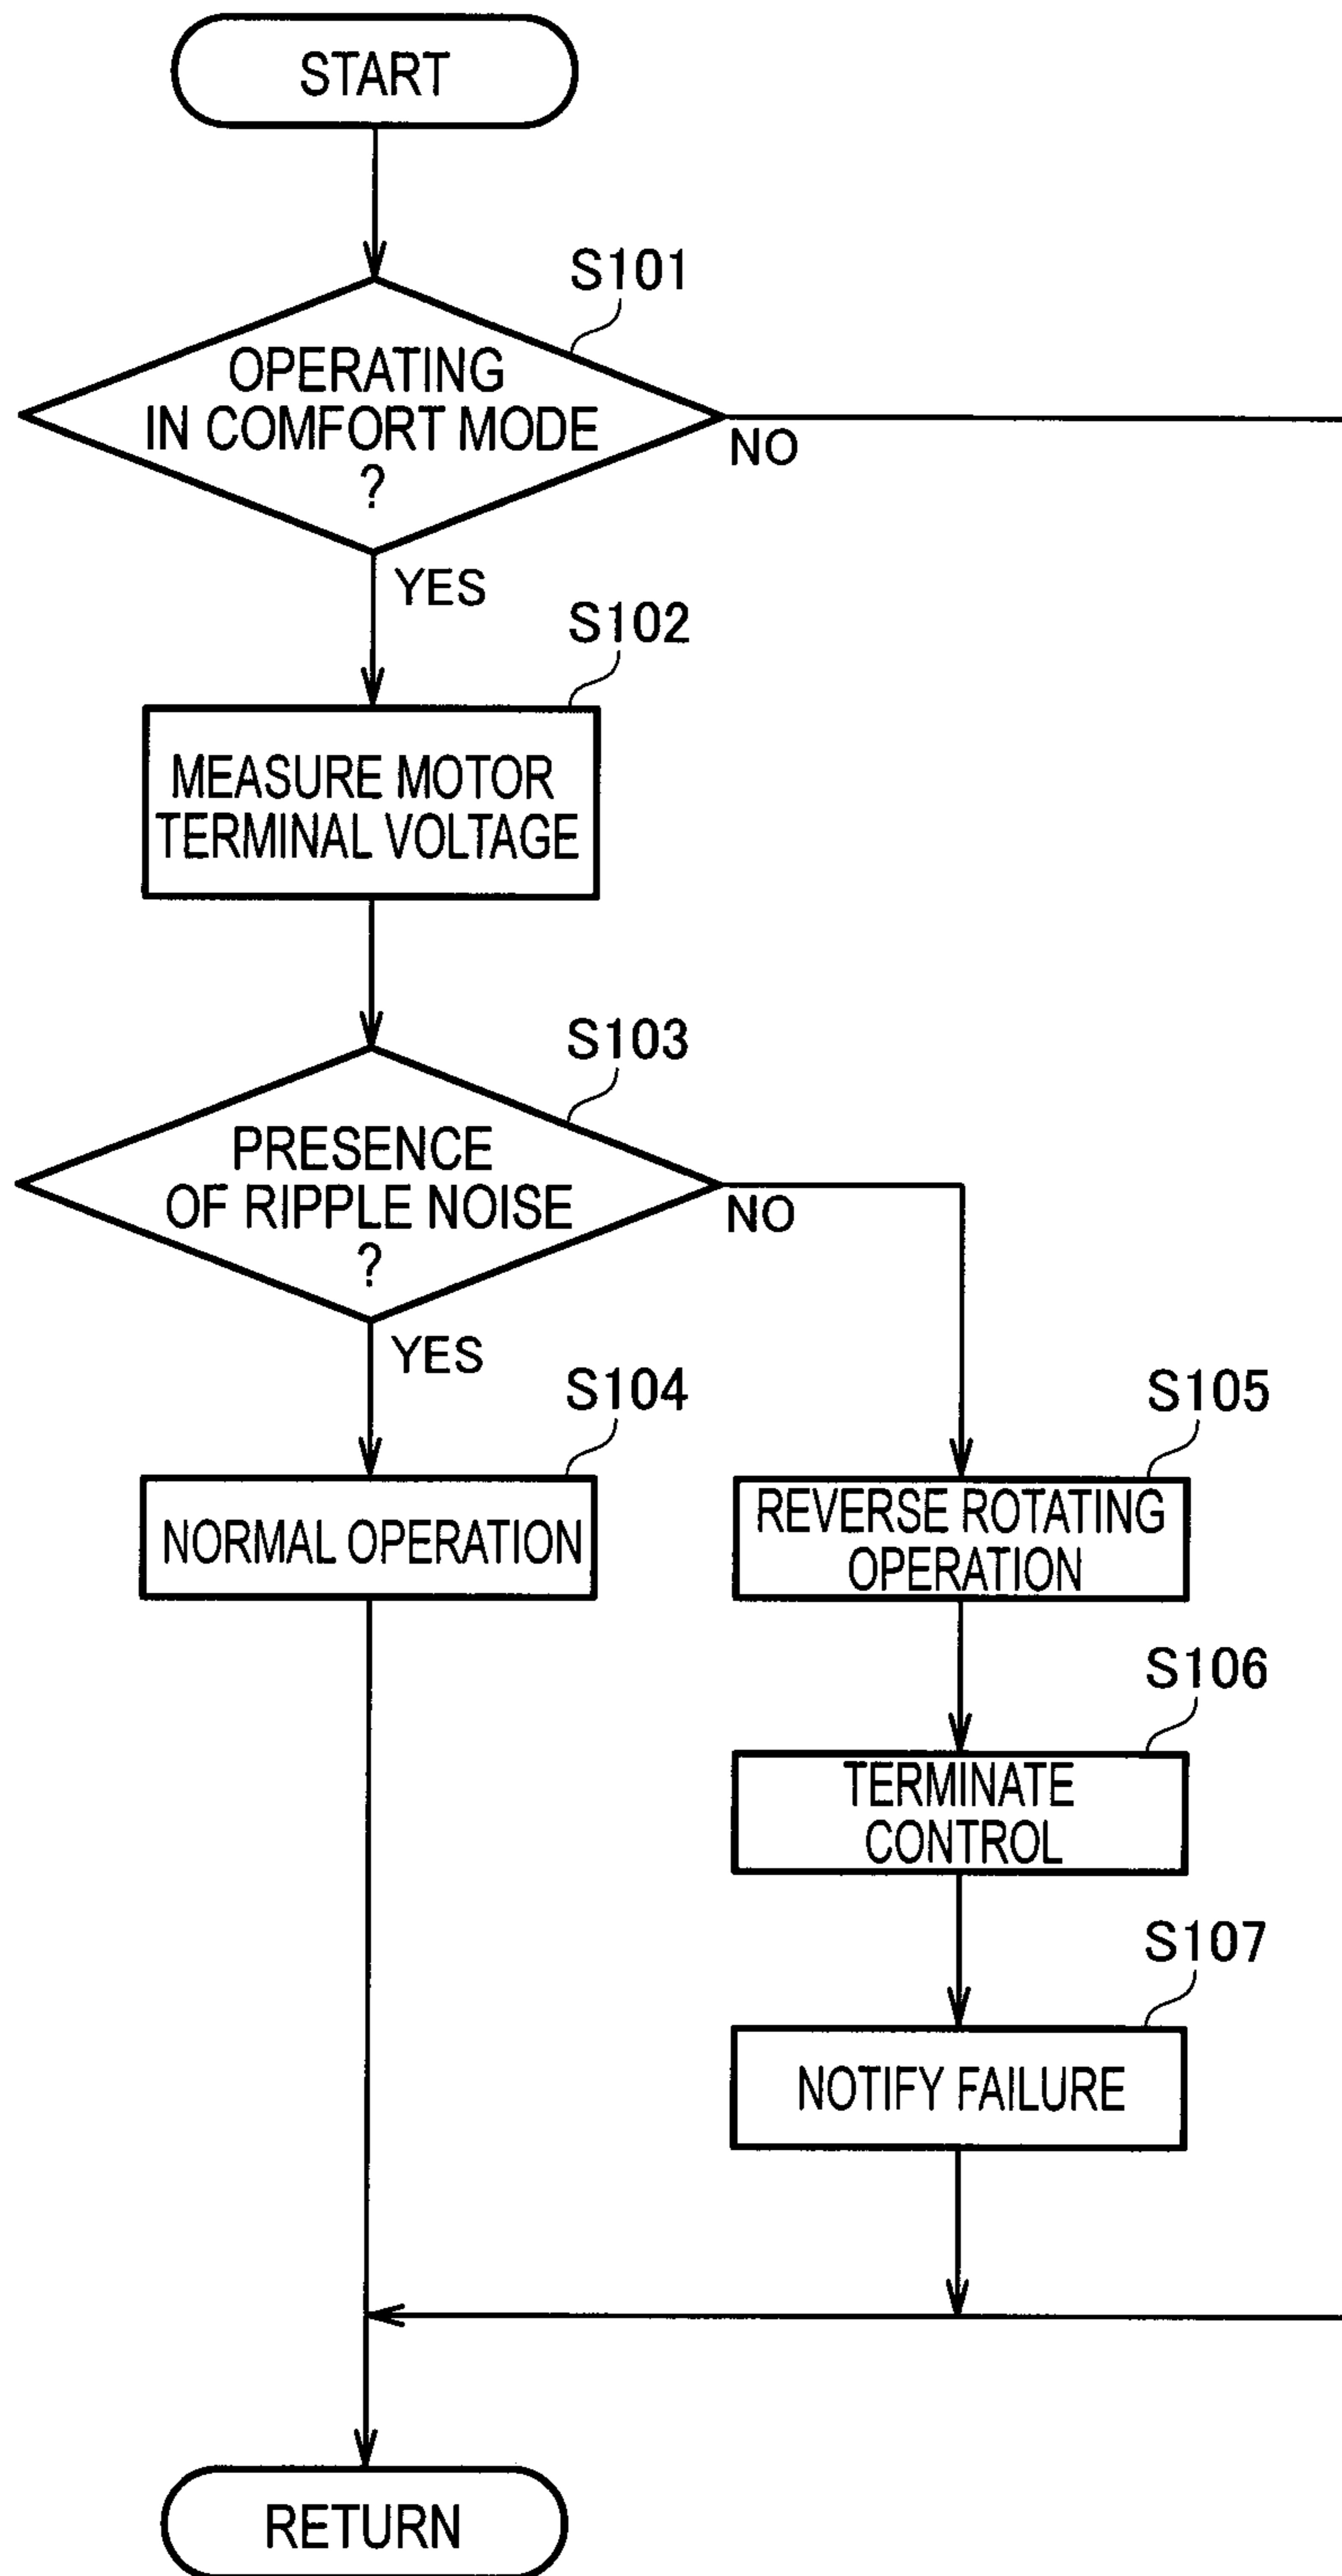 START
S101
OPERATING
IN COMFORT MODE
?
NO
YES
S102
MEASURE MOTOR
TERMINAL VOLTAGE
S103
PRESENCE
OF RIPPLE NOISE
?
NO
YES
S104
NORMAL OPERATION
S105
REVERSE ROTATING
OPERATION
S106
TERMINATE
CONTROL
S107
NOTIFY FAILURE
RETURN